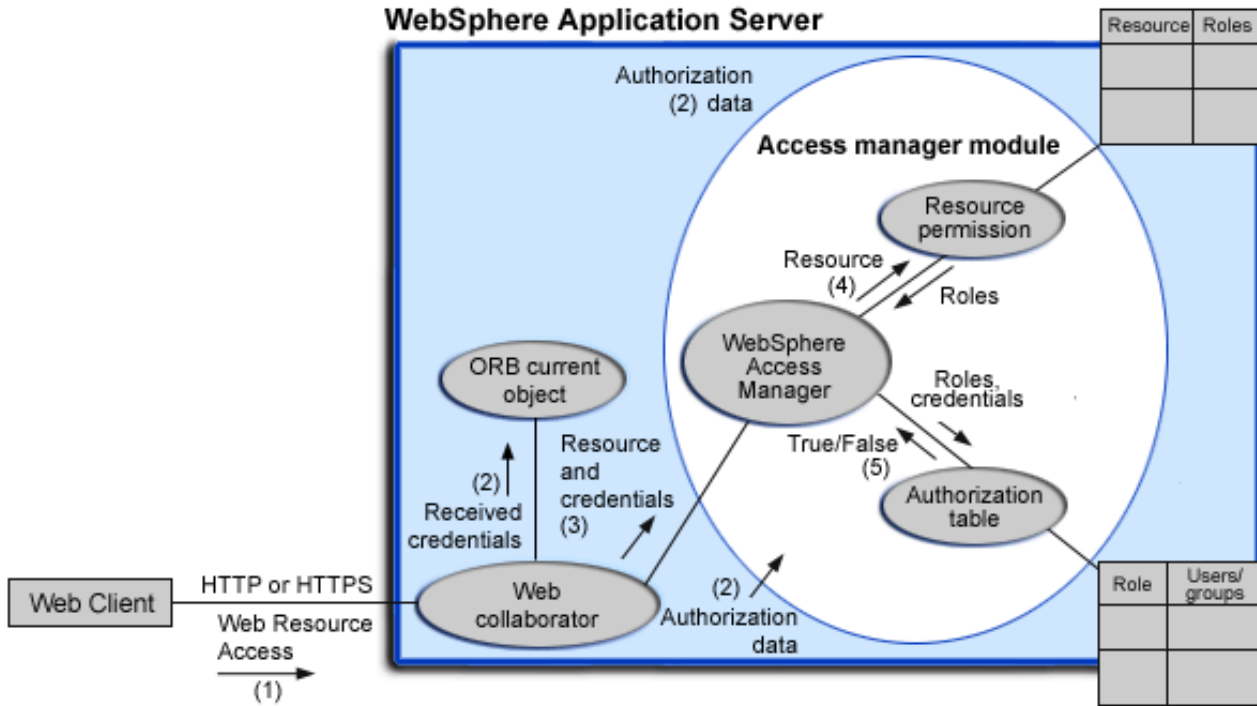 WebSphere Application Server
Resource Roles
Authorization
(2) data
Access manager module
Resource
permission
Resource
(4)
Roles
WebSphere
Access
Manager
ORB current
object
Roles,
credentials
True/False
(5)
Resource
and
credentials
(3)
(2)
Received
credentials
Authorization
table
HTTP or HTTPS
Web Client
Web
collaborator
(2)
Authorization
data
Role
Users/
groups
Web Resource
Access
(1)